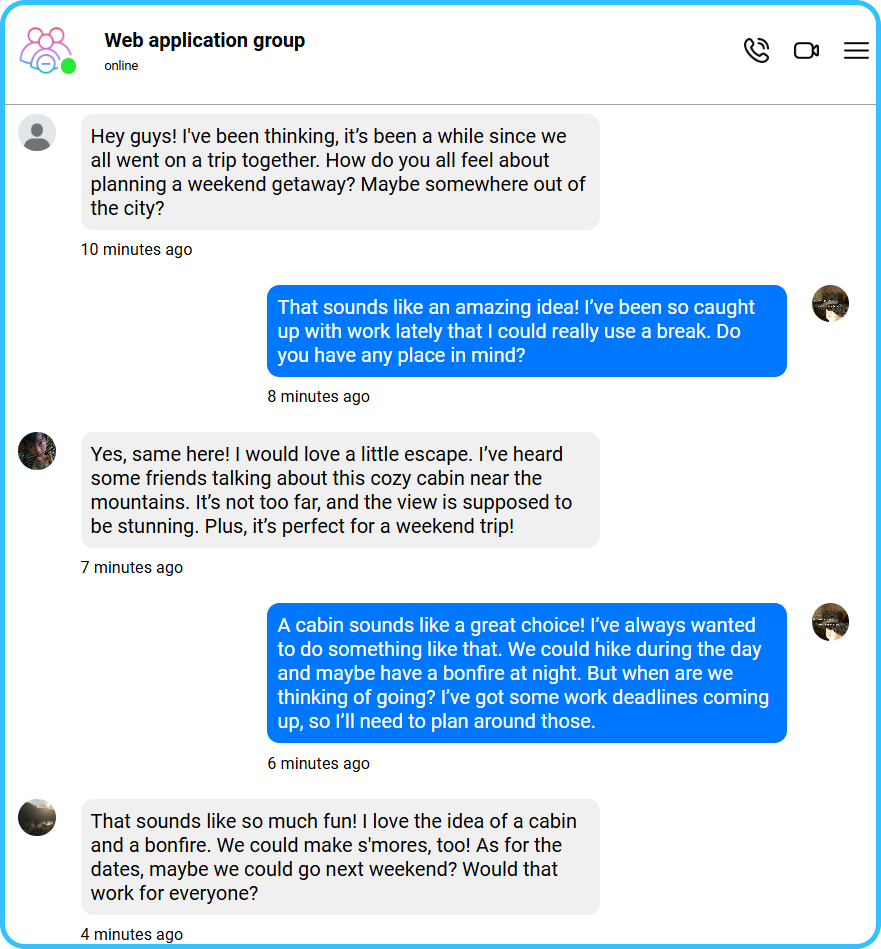 Web application group
online
Hey guys! I've been thinking, it’s been a while since we
all went on a trip together. How do you all feel about
planning a weekend getaway? Maybe somewhere out of
the city?
10 minutes ago
That sounds like an amazing idea! I’ve been so caught
up with work lately that I could really use a break. Do
you have any place in mind?
8 minutes ago
Yes, same here! I would love a little escape. I’ve heard
some friends talking about this cozy cabin near the
mountains. It’s not too far, and the view is supposed to
be stunning. Plus, it’s perfect for a weekend trip!
7 minutes ago
A cabin sounds like a great choice! I’ve always wanted
to do something like that. We could hike during the day
and maybe have a bonfire at night. But when are we
thinking of going? I’ve got some work deadlines coming
up, so I’ll need to plan around those.
6 minutes ago
That sounds like so much fun! I love the idea of a cabin
and a bonfire. We could make s'mores, too! As for the
dates, maybe we could go next weekend? Would that
work for everyone?
4 minutes ago